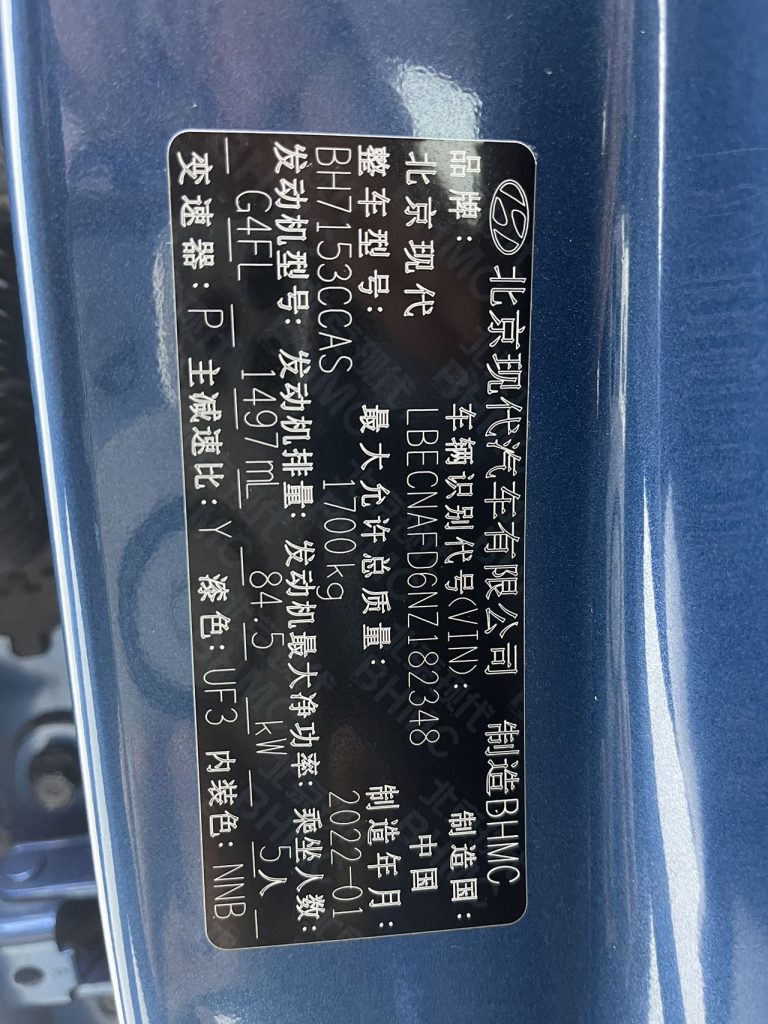 北京现代汽车有限公司 制造BHMC
品牌: 车辆识别代号(VIN): 制造国:
北京现代 LBECNAFD6NZ182348 中国
整车型号: 最大允许总质量: 制造年月:
BH7153CCAS 1700kg 2022-01
发动机型号: 发动机排量: 发动机最大净功率: 乘坐人数:
G4FL 1497mL 84.5 kW 5人
变速器: P 主减速比: Y 漆色: UF3 内装色: NNB